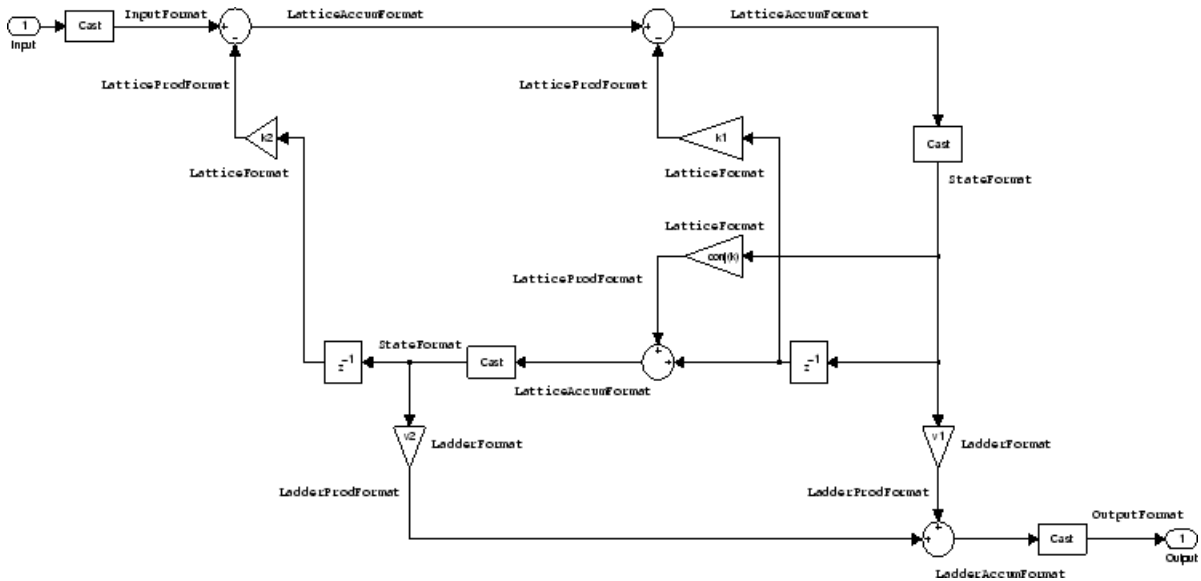 1
Input
Cast
InputFormat
+
-
LatticeAccumFormat
+
-
LatticeAccumFormat
LatticeProdFormat
LatticeProdFormat
k2
k1
Cast
LatticeFormat
LatticeFormat
StateFormat
LatticeFormat
conj(k)
LatticeProdFormat
StateFormat
z-1
Cast
+
+
z-1
LatticeAccumFormat
v2
LadderFormat
v1
LadderFormat
LadderProdFormat
LadderProdFormat
+
+
Cast
OutputFormat
1
Output
LadderAccumFormat